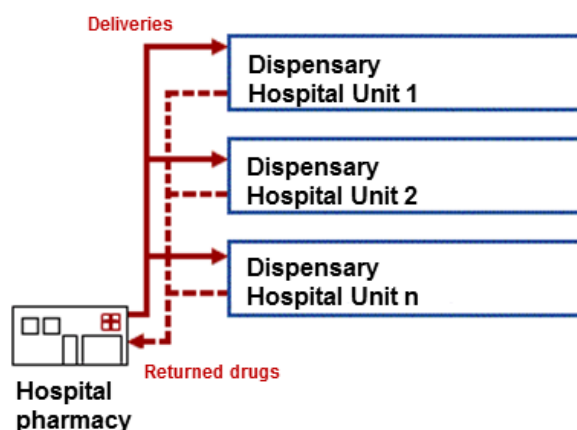 Deliveries
Dispensary
Hospital Unit 1
Dispensary
Hospital Unit 2
Dispensary
Hospital Unit n
Returned drugs
Hospital
pharmacy